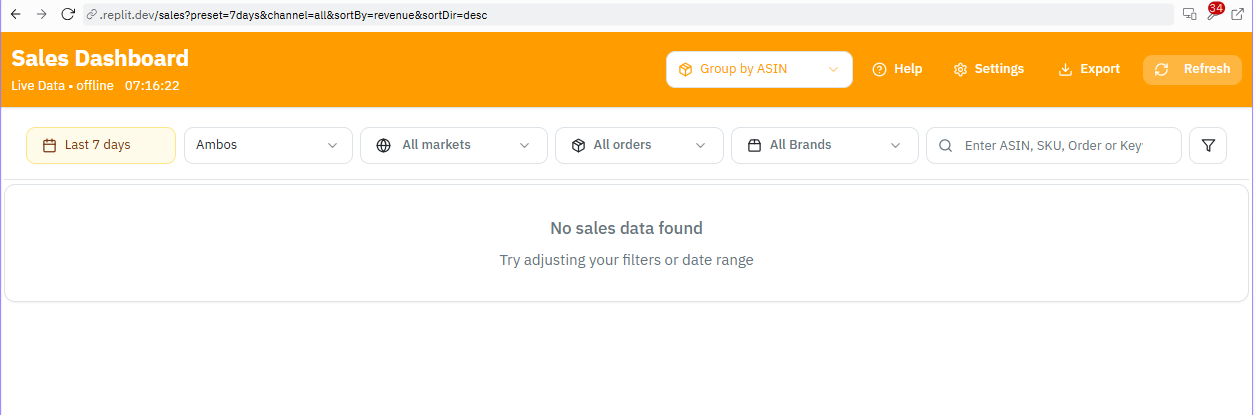 .replit.dev/sales?preset=7days&channel=all&sortBy=revenue&sortDir=desc
34
Sales Dashboard
Live Data • offline 07:16:22
Group by ASIN
Help
Settings
Export
Refresh
Last 7 days
Ambos
All markets
All orders
All Brands
Enter ASIN, SKU, Order or Key
No sales data found
Try adjusting your filters or date range